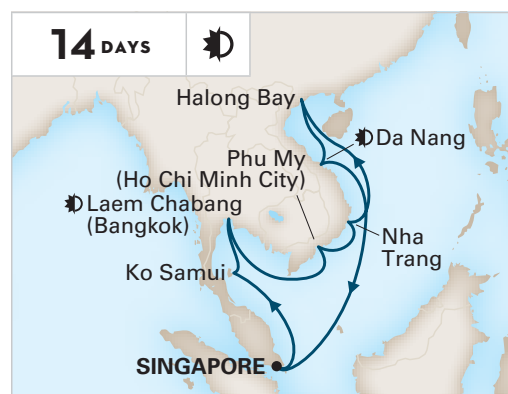 14 DAYS
Halong Bay
Da Nang
Phu My
(Ho Chi Minh City)
Laem Chabang
(Bangkok)
Nha
Trang
Ko Samui
SINGAPORE